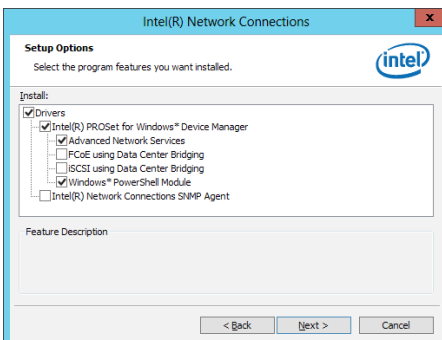 Intel(R) Network Connections
x
Setup Options
Select the program features you want installed.
intel
Install:
Drivers
Intel(R) PROSet for Windows* Device Manager
Advanced Network Services
FCoE using Data Center Bridging
iSCSI using Data Center Bridging
Windows* PowerShell Module
Intel(R) Network Connections SNMP Agent
Feature Description
< Back
Next >
Cancel